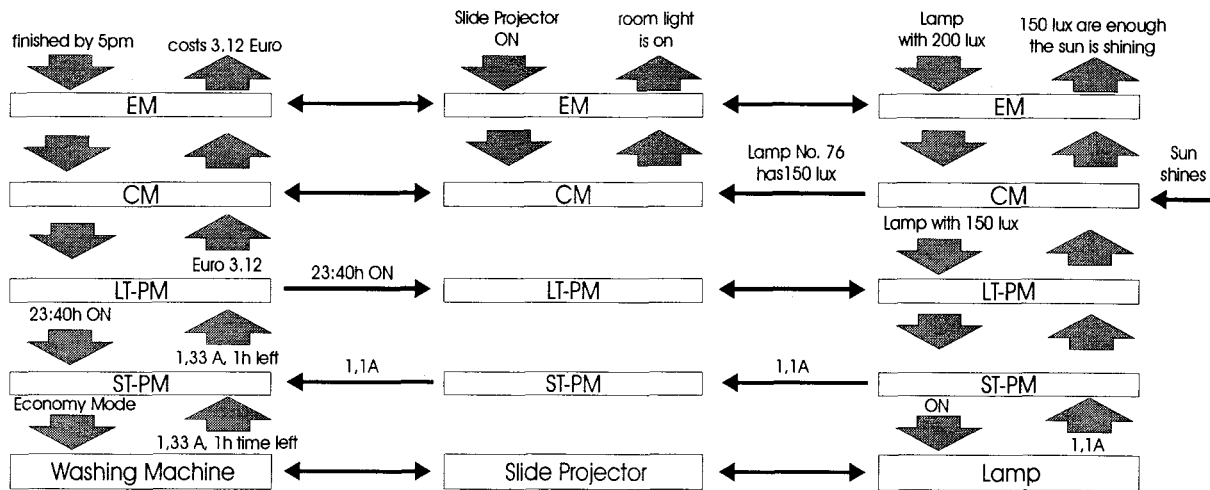 Slide Projector
ON
room light
is on
Lamp
with 200 lux
150 lux are enough
the sun is shining
finished by 5pm
costs 3,12 Euro
EM
EM
EM
Lamp No. 76
has150 lux
Sun
shines
CM
CM
CM
Lamp with 150 lux
Euro 3.12
23:40h ON
LT-PM
LT-PM
LT-PM
23:40h ON
1,33 A, 1h left
1,1A
1,1A
ST-PM
ST-PM
ST-PM
Economy Mode
ON
1,33 A, 1h time left
1,1A
Washing Machine
Slide Projector
Lamp